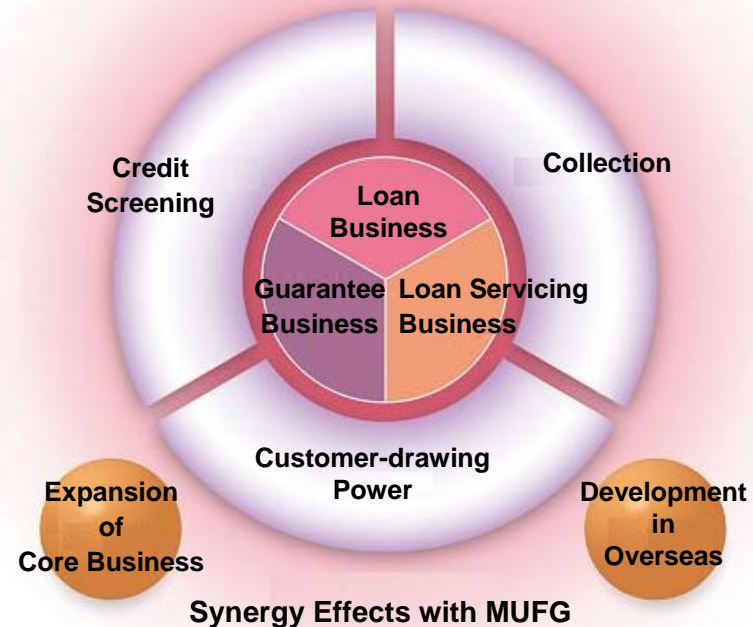 Credit
Screening
Collection
Loan
Business
Guarantee
Business
Loan Servicing
Business
Customer-drawing
Power
Expansion
of
Core Business
Development
in
Overseas
Synergy Effects with MUFG